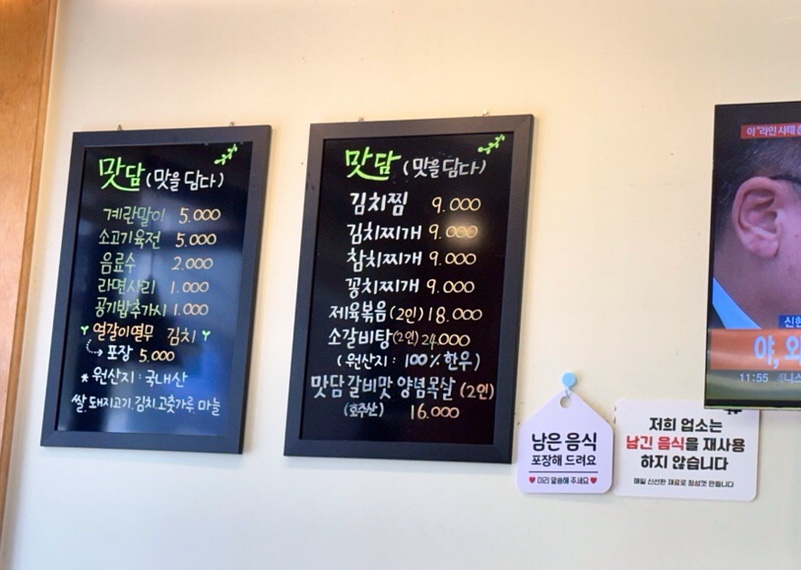 맛담 (맛을 담다)
계란말이 5.000
소고기육전 5.000
음료수 2.000
라면사리 1.000
공기밥추가시 1.000
열갈이열무 김치
→ 포장 5.000
* 원산지 : 국내산
쌀, 돼지고기, 김치, 고춧가루, 마늘
맛담 (맛을 담다)
김치찜 9.000
김치찌개 9.000
참치찌개 9.000
꽁치찌개 9.000
제육볶음 (2인) 18.000
소갈비탕 (2인) 24.000
(원산지 : 100% 한우)
맛담갈비맛 양념목살 (2인)
(호주산) 16.000
남은 음식
포장해 드려요
♥ 미리 말씀해 주세요 ♥
저희 업소는
남긴 음식을 재사용
하지 않습니다
매일 신선한 재료로 정성껏 만듭니다
야 "라인 사태
신현
야, 외
11:55